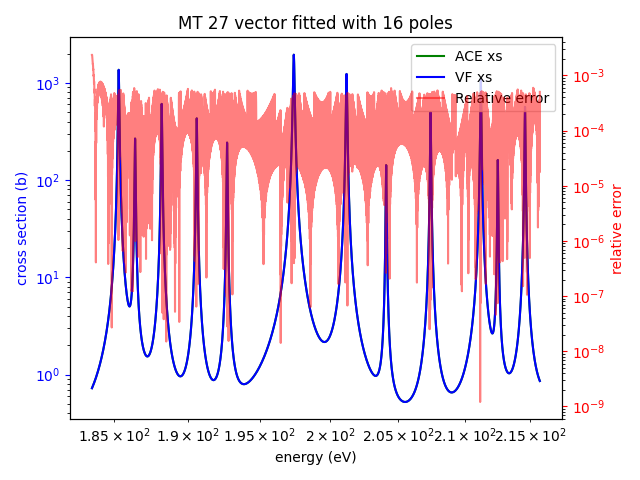 MT 27 vector fitted with 16 poles
ACE xs
VF xs
Relative error
cross section (b)
10³
10²
10¹
10⁰
relative error
10⁻³
10⁻⁴
10⁻⁵
10⁻⁶
10⁻⁷
10⁻⁸
10⁻⁹
1.85 × 10² 1.9 × 10² 1.95 × 10² 2 × 10² 2.05 × 10² 2.1 × 10² 2.15 × 10²
energy (eV)